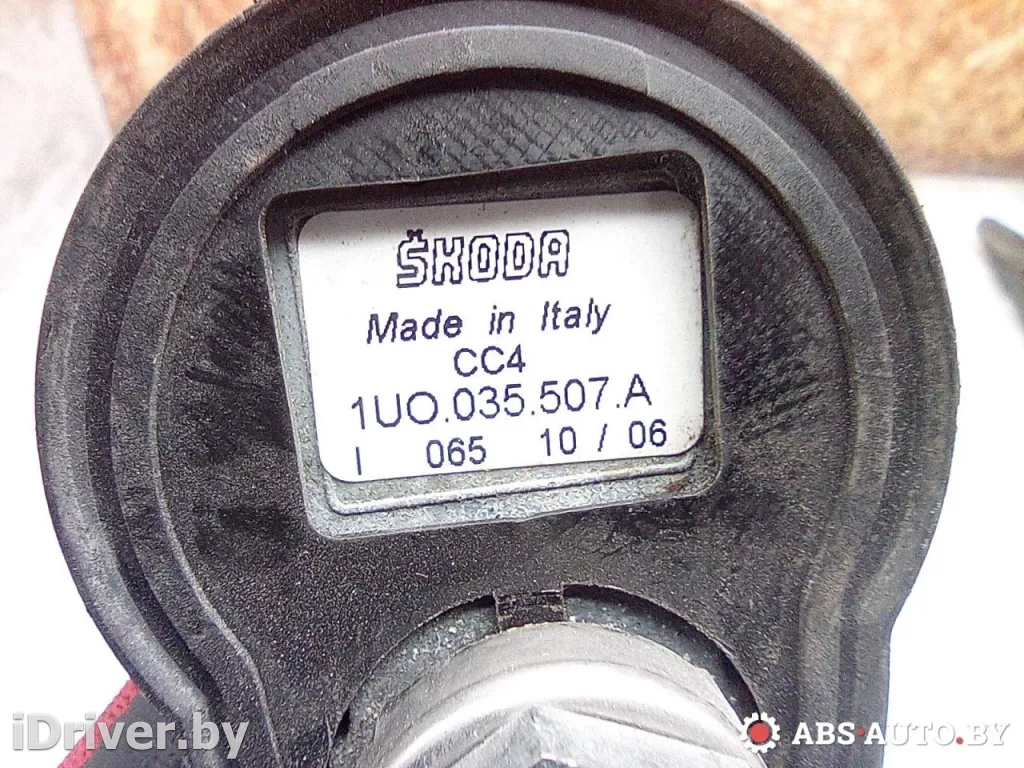 ŠKODA
Made in Italy
CC4
1UO.035.507.A
I 065 10 / 06
iDriver.by
ABS-AUTO.BY